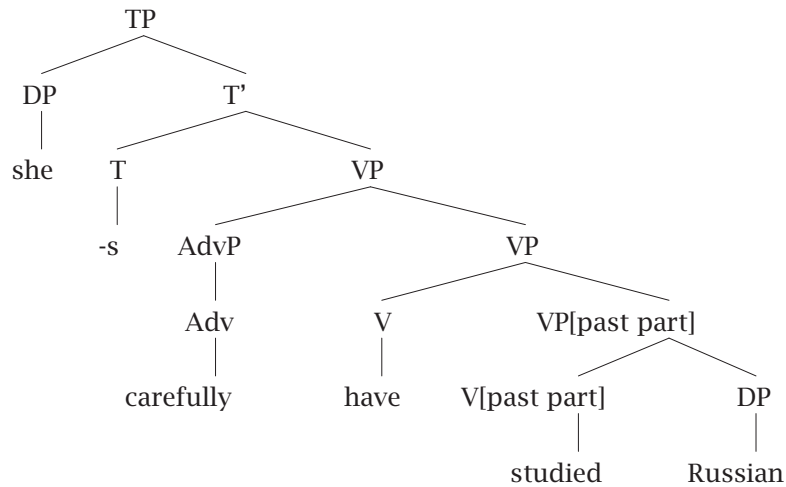 TP
DP T’
she T VP
-s AdvP VP
Adv V VP[past part]
carefully have V[past part] DP
studied Russian